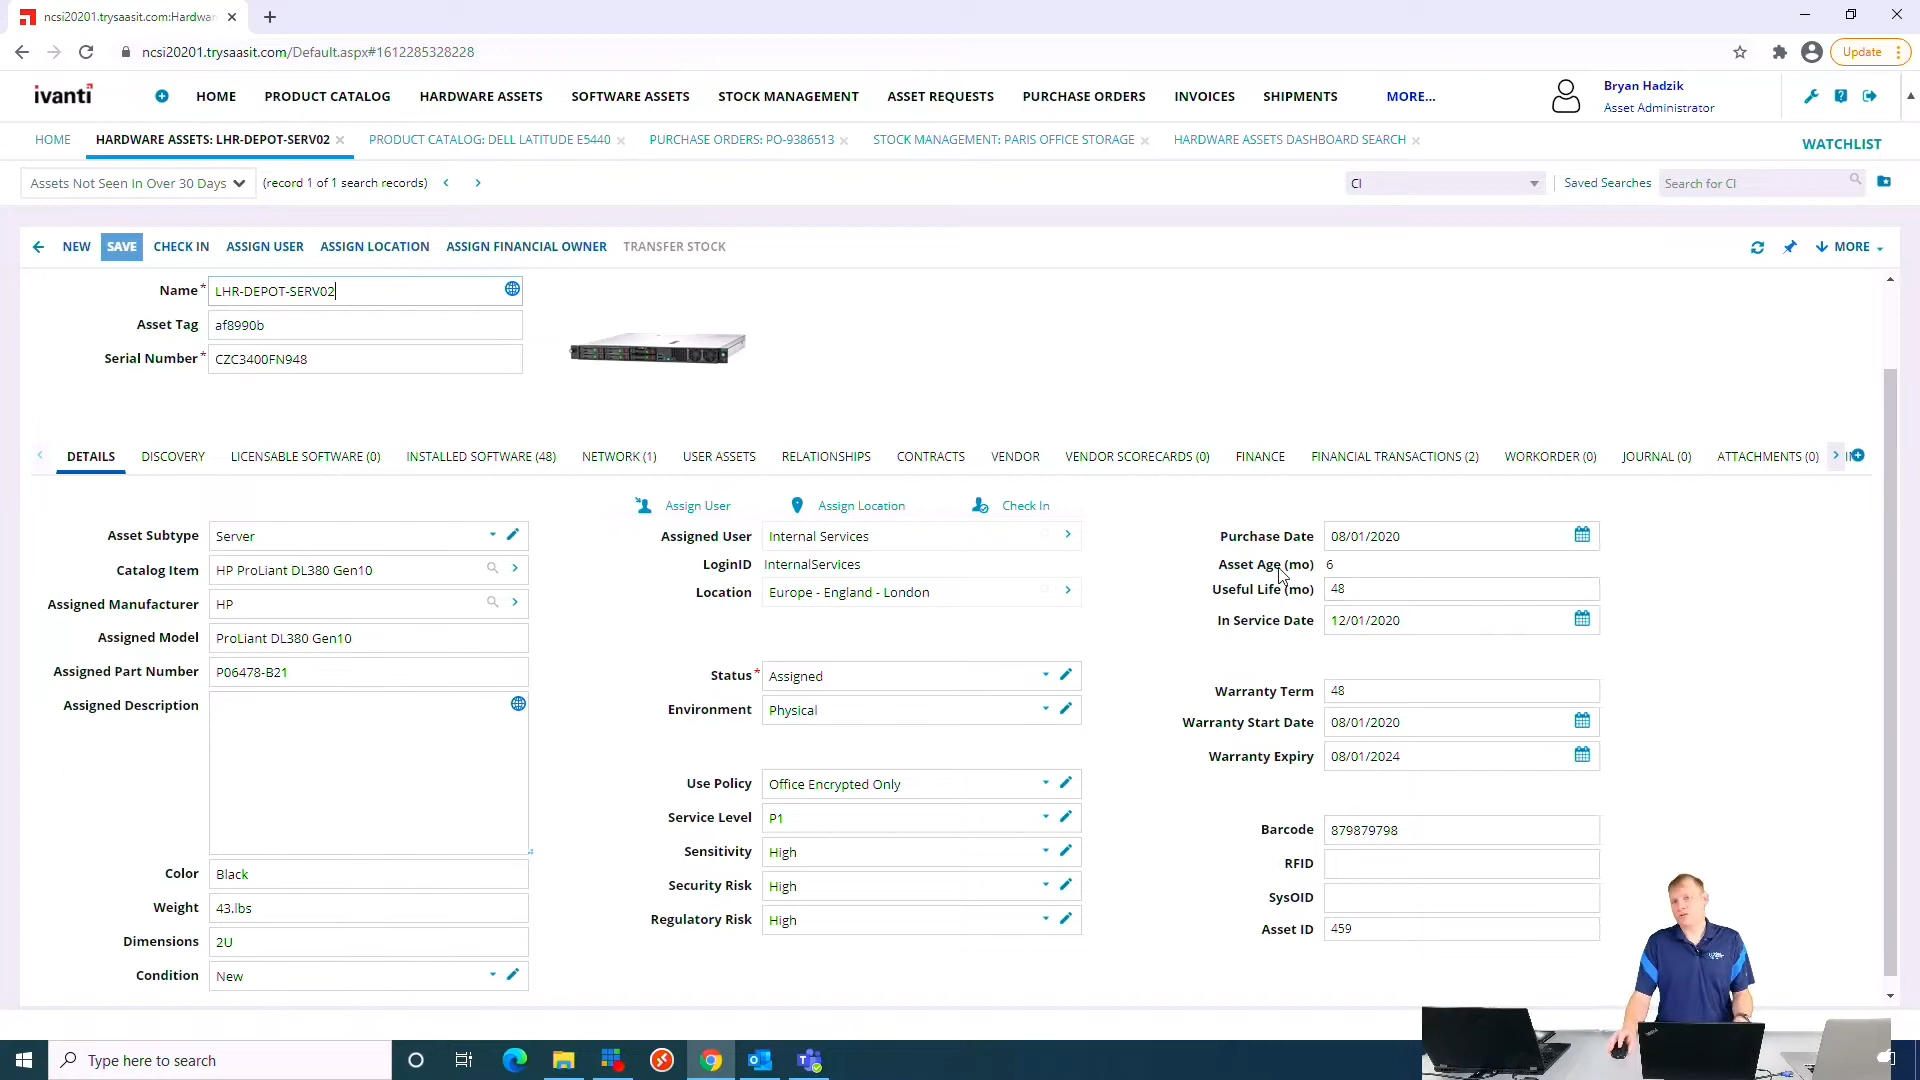 ncsi20201.trysaasit.com:Hardwar
ncsi20201.trysaasit.com/Default.aspx#1612285328228
Update
ivanti
HOME PRODUCT CATALOG HARDWARE ASSETS SOFTWARE ASSETS STOCK MANAGEMENT ASSET REQUESTS PURCHASE ORDERS INVOICES SHIPMENTS MORE...
Bryan Hadzik
Asset Administrator
HOME HARDWARE ASSETS: LHR-DEPOT-SERV02 PRODUCT CATALOG: DELL LATITUDE E5440 PURCHASE ORDERS: PO-9386513 STOCK MANAGEMENT: PARIS OFFICE STORAGE HARDWARE ASSETS DASHBOARD SEARCH
WATCHLIST
Assets Not Seen In Over 30 Days (record 1 of 1 search records) CI Saved Searches Search for CI
NEW SAVE CHECK IN ASSIGN USER ASSIGN LOCATION ASSIGN FINANCIAL OWNER TRANSFER STOCK MORE
Name* LHR-DEPOT-SERV02
Asset Tag af8990b
Serial Number* CZC3400FN948
DETAILS DISCOVERY LICENSABLE SOFTWARE (0) INSTALLED SOFTWARE (48) NETWORK (1) USER ASSETS RELATIONSHIPS CONTRACTS VENDOR VENDOR SCORECARDS (0) FINANCE FINANCIAL TRANSACTIONS (2) WORKORDER (0) JOURNAL (0) ATTACHMENTS (0)
Assign User Assign Location Check In
Asset Subtype Server
Catalog Item HP ProLiant DL380 Gen10
Assigned Manufacturer HP
Assigned Model ProLiant DL380 Gen10
Assigned Part Number P06478-B21
Assigned Description
Color Black
Weight 43.lbs
Dimensions 2U
Condition New
Assigned User Internal Services
LoginID InternalServices
Location Europe - England - London
Status* Assigned
Environment Physical
Use Policy Office Encrypted Only
Service Level P1
Sensitivity High
Security Risk High
Regulatory Risk High
Purchase Date 08/01/2020
Asset Age (mo) 6
Useful Life (mo) 48
In Service Date 12/01/2020
Warranty Term 48
Warranty Start Date 08/01/2020
Warranty Expiry 08/01/2024
Barcode 879879798
RFID
SysOID
Asset ID 459
Type here to search